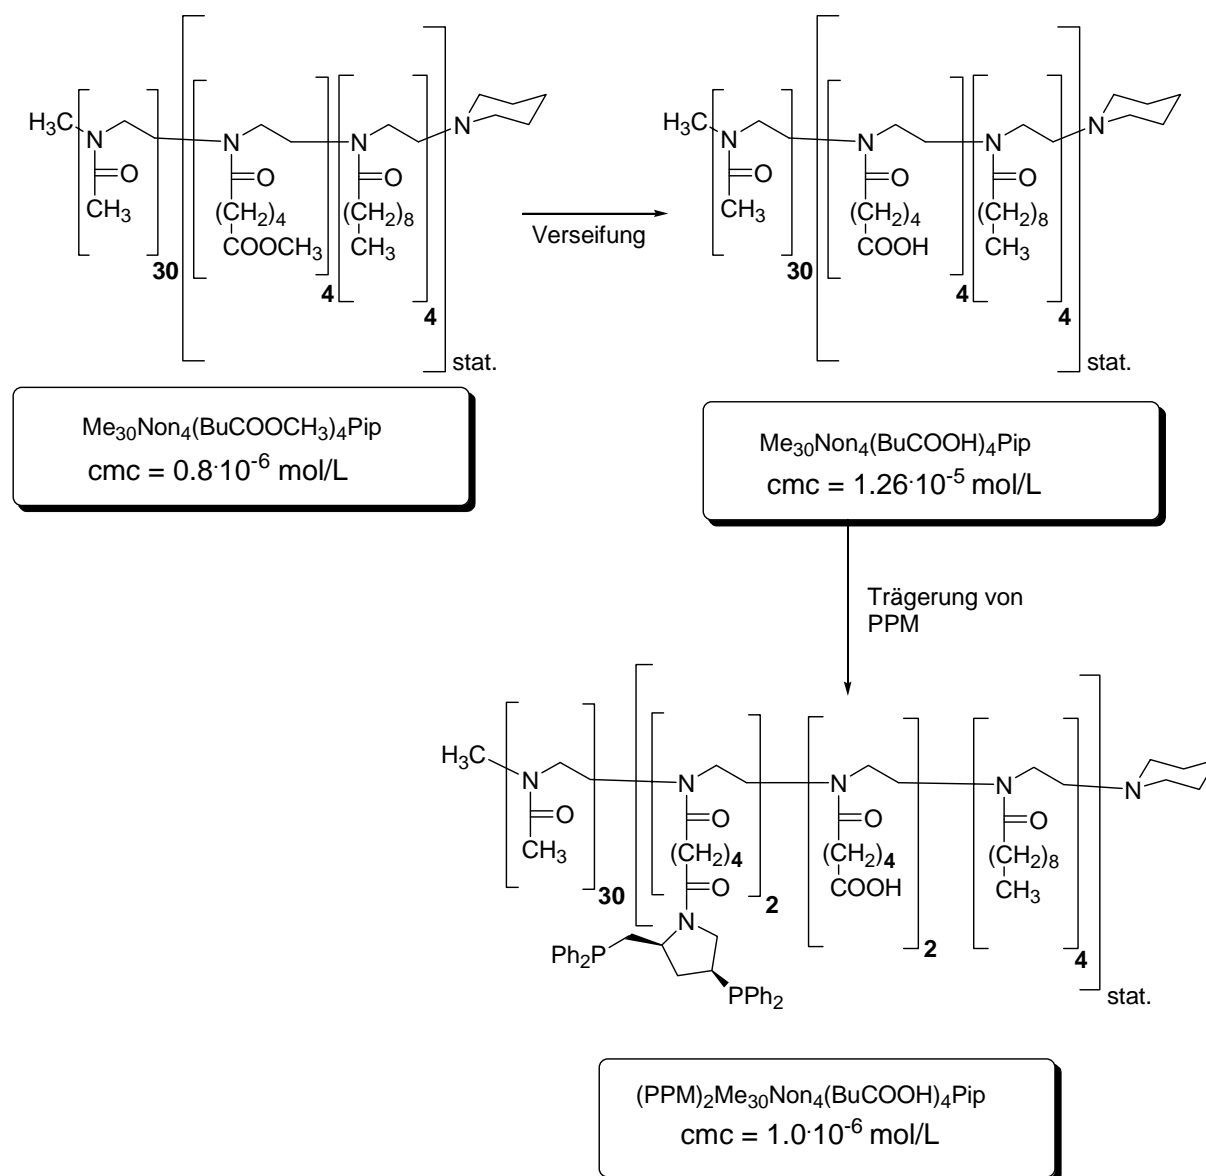 H₃C N O CH₃ 30
N O (CH₂)₄ COOCH₃ 4
N O (CH₂)₈ CH₃ 4
N
stat.
Me₃₀Non₄(BuCOOCH₃)₄Pip
cmc = 0.8·10⁻⁶ mol/L
Verseifung
H₃C N O CH₃ 30
N O (CH₂)₄ COOH 4
N O (CH₂)₈ CH₃ 4
N
stat.
Me₃₀Non₄(BuCOOH)₄Pip
cmc = 1.26·10⁻⁵ mol/L
Trägerung von
PPM
H₃C N O CH₃ 30
N O (CH₂)₄ O N Ph₂P PPh₂ 2
N O (CH₂)₄ COOH 2
N O (CH₂)₈ CH₃ 4
N
stat.
(PPM)₂Me₃₀Non₄(BuCOOH)₄Pip
cmc = 1.0·10⁻⁶ mol/L